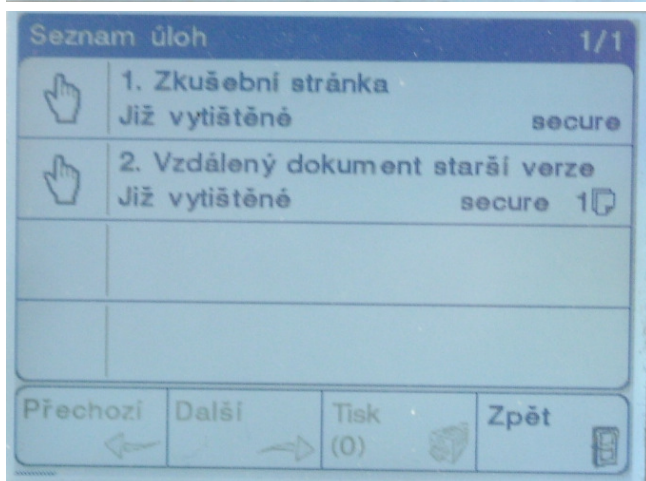 Seznam úloh 1/1
1. Zkušební stránka
Již vytištěné secure
2. Vzdálený dokument starší verze
Již vytištěné secure 1
Přechozí Další Tisk Zpět
(0)